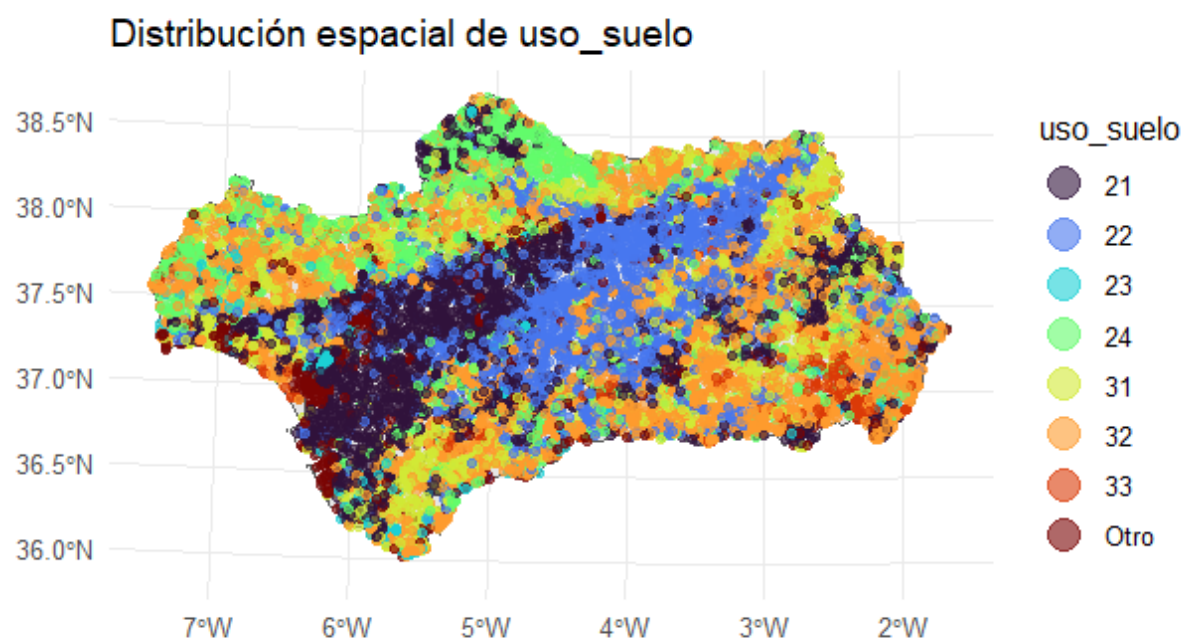 Distribución espacial de uso_suelo
38.5°N
38.0°N
37.5°N
37.0°N
36.5°N
36.0°N
7°W 6°W 5°W 4°W 3°W 2°W
uso_suelo
21
22
23
24
31
32
33
Otro